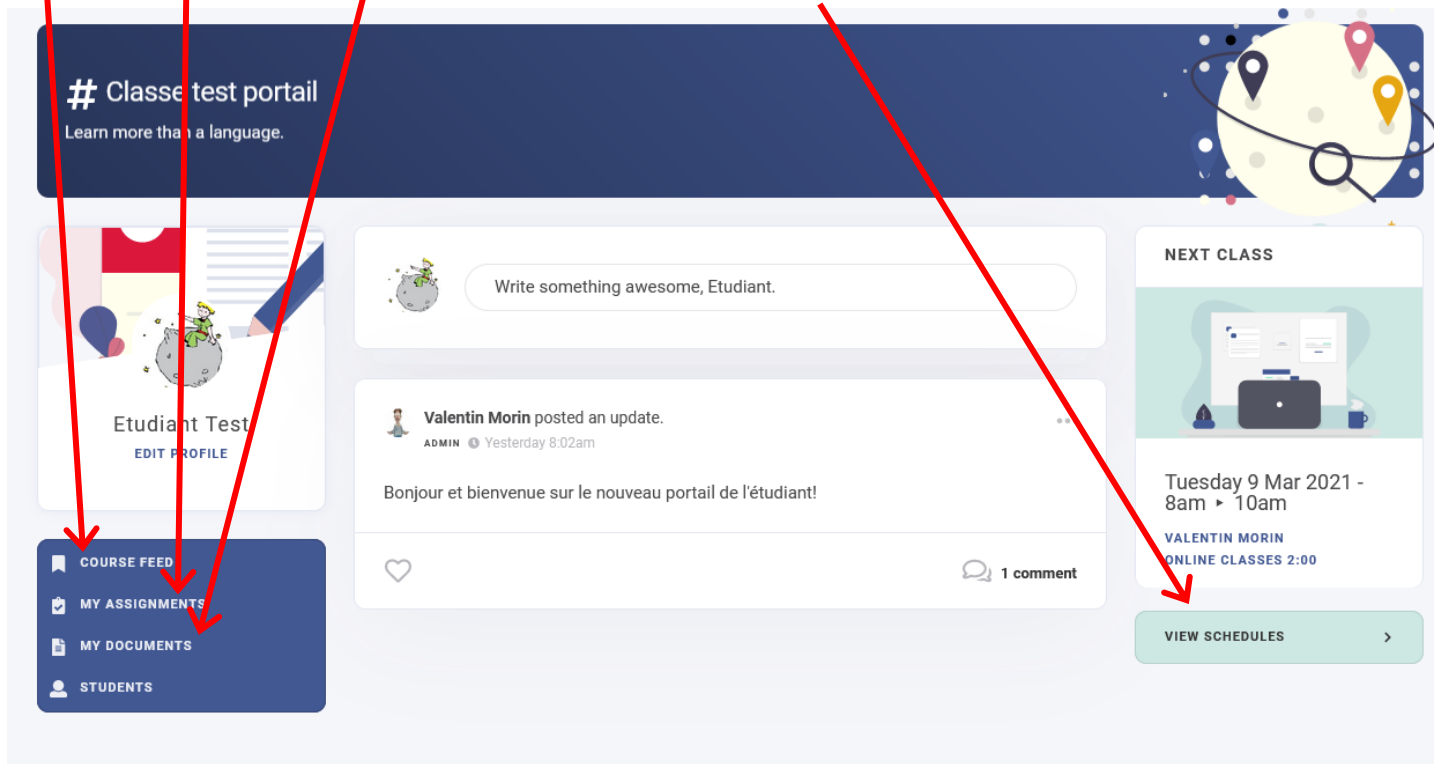 # Classe test portail
Learn more than a language.
Etudiant Test
EDIT PROFILE
COURSE FEED
MY ASSIGNMENTS
MY DOCUMENTS
STUDENTS
Write something awesome, Etudiant.
Valentin Morin posted an update.
ADMIN Yesterday 8:02am
Bonjour et bienvenue sur le nouveau portail de l'étudiant!
1 comment
NEXT CLASS
Tuesday 9 Mar 2021 -
8am ▸ 10am
VALENTIN MORIN
ONLINE CLASSES 2:00
VIEW SCHEDULES